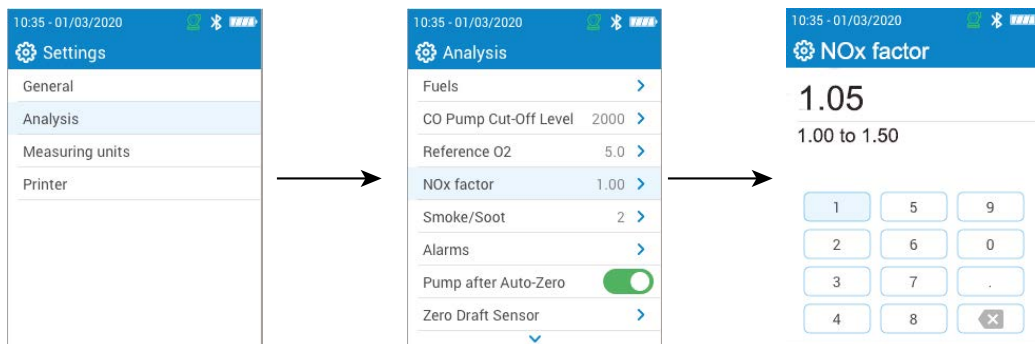 10:35 - 01/03/2020
Settings
General
Analysis
Measuring units
Printer
10:35 - 01/03/2020
Analysis
Fuels
CO Pump Cut-Off Level 2000
Reference O2 5.0
NOx factor 1.00
Smoke/Soot 2
Alarms
Pump after Auto-Zero
Zero Draft Sensor
10:35 - 01/03/2020
NOx factor
1.05
1.00 to 1.50
1 5 9
2 6 0
3 7 .
4 8